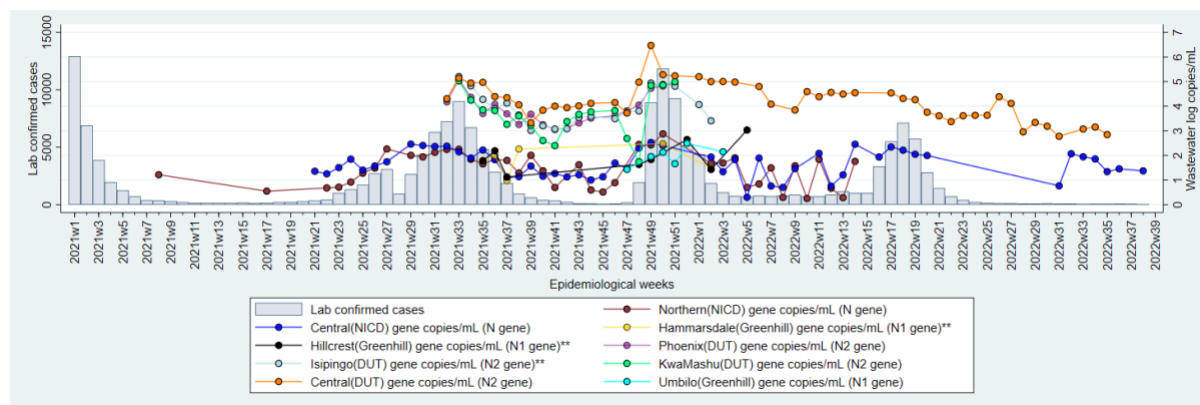 15000
10000
5000
0
Lab confirmed cases
7
6
5
4
3
2
1
0
Wastewater log copies/mL
2021w1
2021w3
2021w5
2021w7
2021w9
2021w11
2021w13
2021w15
2021w17
2021w19
2021w21
2021w23
2021w25
2021w27
2021w29
2021w31
2021w33
2021w35
2021w37
2021w39
2021w41
2021w43
2021w45
2021w47
2021w49
2021w51
2022w1
2022w3
2022w5
2022w7
2022w9
2022w11
2022w13
2022w15
2022w17
2022w19
2022w21
2022w23
2022w25
2022w27
2022w29
2022w31
2022w33
2022w35
2022w37
2022w39
Epidemiological weeks
Lab confirmed cases
Northern(NICD) gene copies/mL (N gene)
Central(NICD) gene copies/mL (N gene)
Hammarsdale(Greenhill) gene copies/mL (N1 gene)**
Hillcrest(Greenhill) gene copies/mL (N1 gene)**
Phoenix(DUT) gene copies/mL (N2 gene)
Isipingo(DUT) gene copies/mL (N2 gene)**
KwaMashu(DUT) gene copies/mL (N2 gene)
Central(DUT) gene copies/mL (N2 gene)
Umbilo(Greenhill) gene copies/mL (N1 gene)